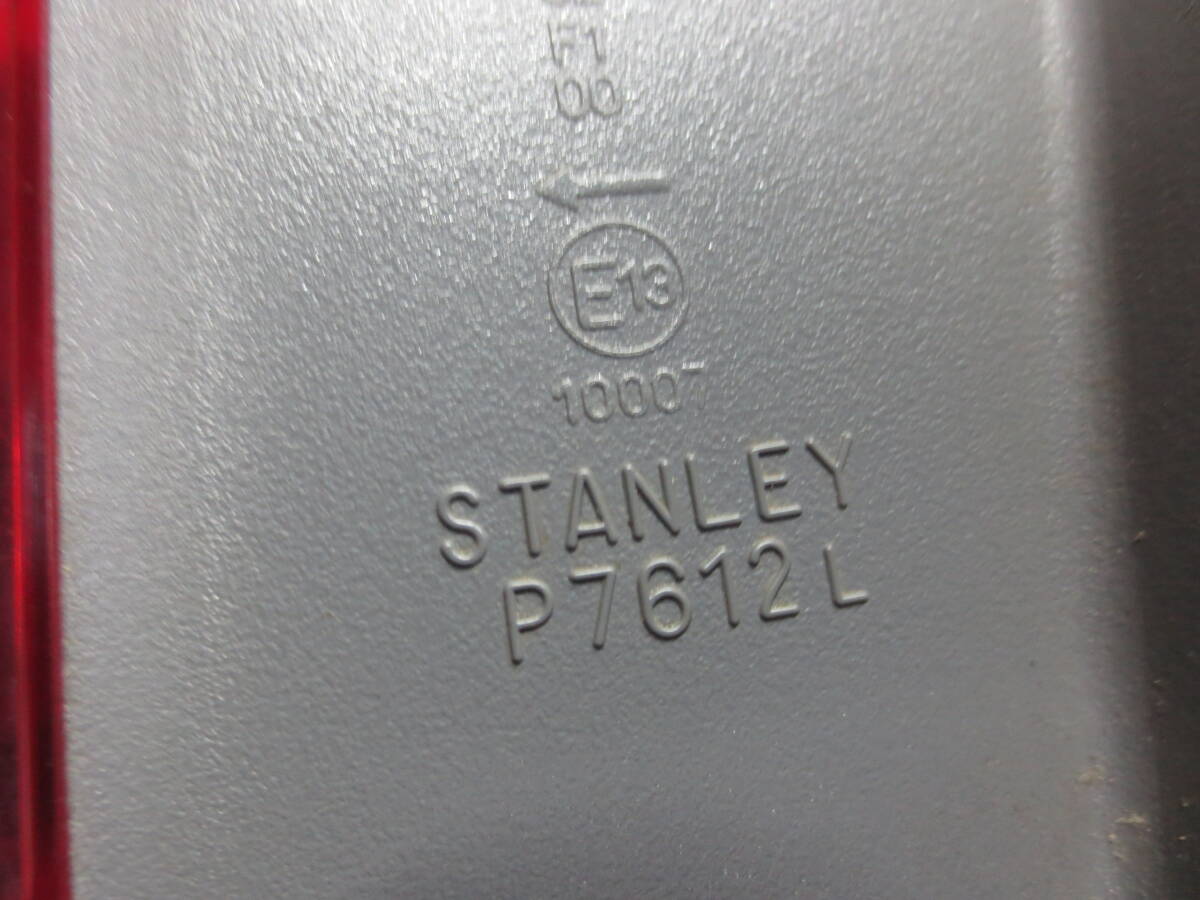 F1
00
←
E13
10007
STANLEY
P7612L